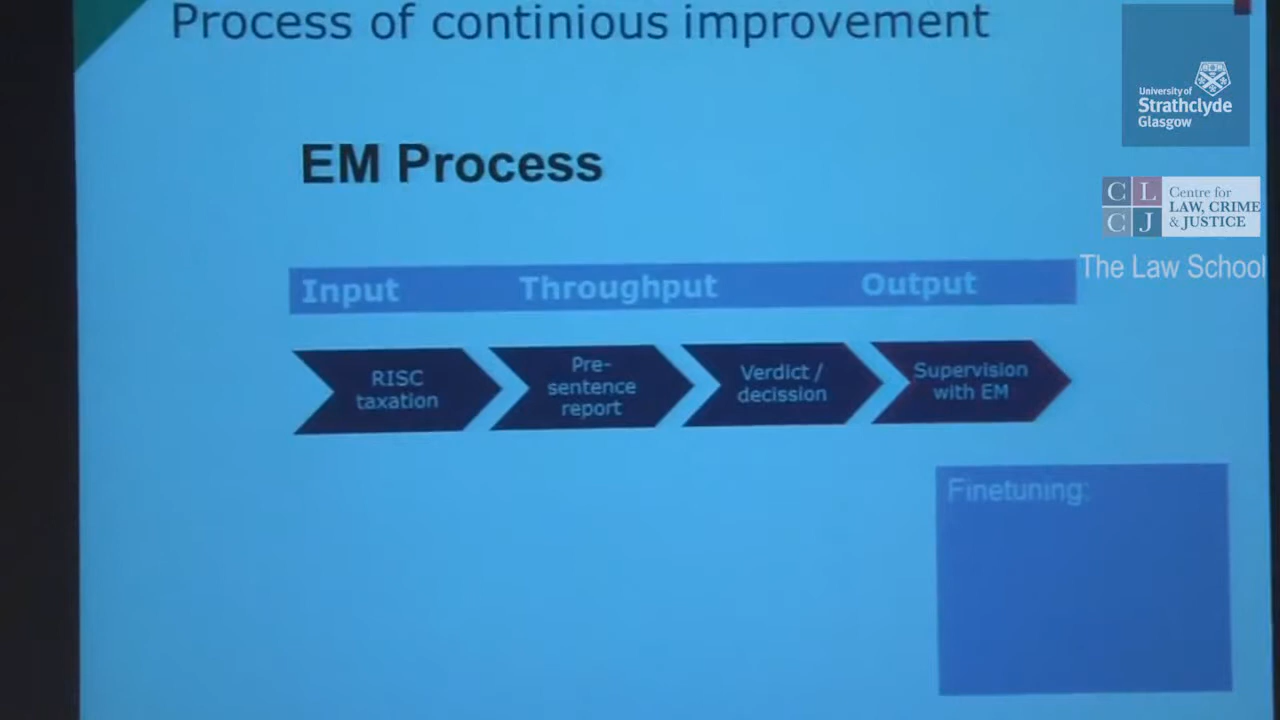 Process of continious improvement
University of
Strathclyde
Glasgow
EM Process
C L
C J
Centre for
LAW, CRIME
& JUSTICE
The Law School
Input Throughput Output
RISC
taxation
Pre-
sentence
report
Verdict /
decission
Supervision
with EM
Finetuning: